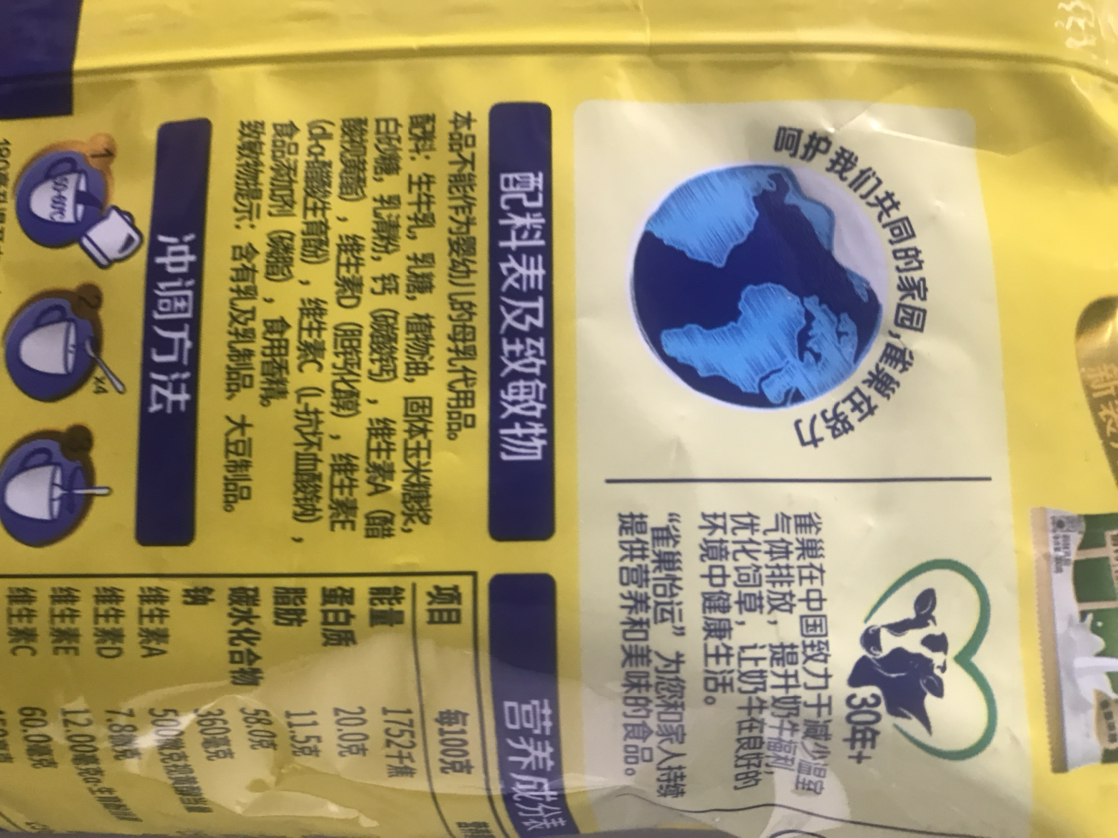 呵护我们共同的家园,雀巢在努力
30年+
雀巢在中国致力于减少温室
气体排放，提升奶牛福利，
优化饲草，让奶牛在良好的
环境中健康生活。
“雀巢怡运”为您和家人持续
提供营养和美味的食品。
配料表及致敏物
本品不能作为婴幼儿的母乳代用品。
配料：生牛乳，乳糖，植物油，固体玉米糖浆，
白砂糖，乳清粉，钙（碳酸钙），维生素A（醋
酸视黄酯），维生素D（胆钙化醇），维生素E
（dl-α-醋酸生育酚），维生素C（L-抗坏血酸钠），
食品添加剂（磷脂），食用香精。
致敏物提示：含有乳及乳制品、大豆制品。
冲调方法
1
50-60℃
2
x4
3
营养成分表
项目 每100克
能量 1752千焦
蛋白质 20.0克
脂肪 11.5克
碳水化合物 58.0克
钠 360毫克
维生素A
维生素D 7.8
维生素E 12.00毫克
维生素C 60.0毫克